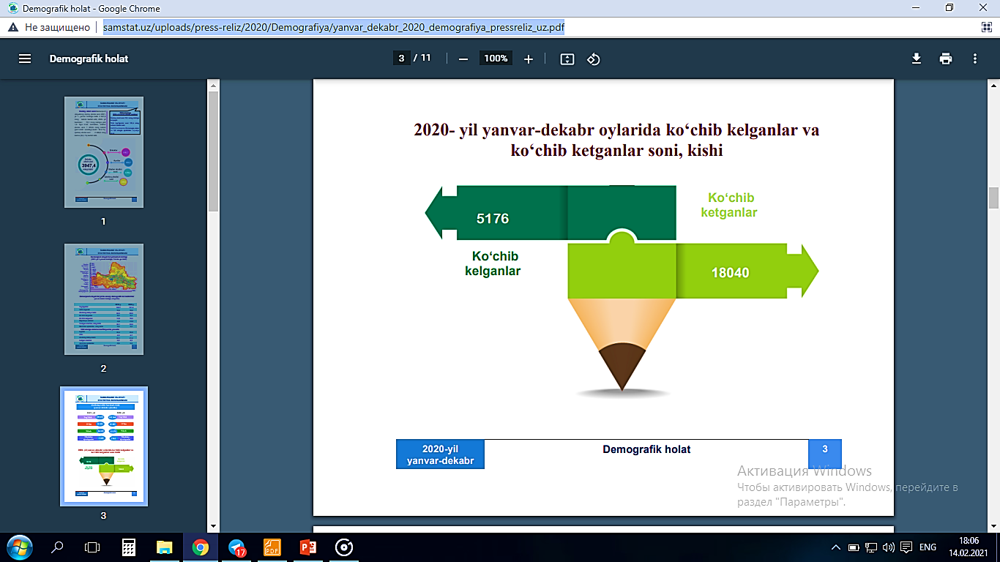 Demografik holat - Google Chrome
Не защищено
samstat.uz/uploads/press-reliz/2020/Demografiya/yanvar_dekabr_2020_demografiya_pressreliz_uz.pdf
Demografik holat
3 / 11
100%
3947,4
1
2
3
2020- yil yanvar-dekabr oylarida ko‘chib kelganlar va
ko‘chib ketganlar soni, kishi
5176
Ko‘chib
ketganlar
Ko‘chib
kelganlar
18040
2020-yil
yanvar-dekabr
Demografik holat
3
Активация Windows
Чтобы активировать Windows, перейдите в
раздел "Параметры".
17
PDF
ENG
18:06
14.02.2021